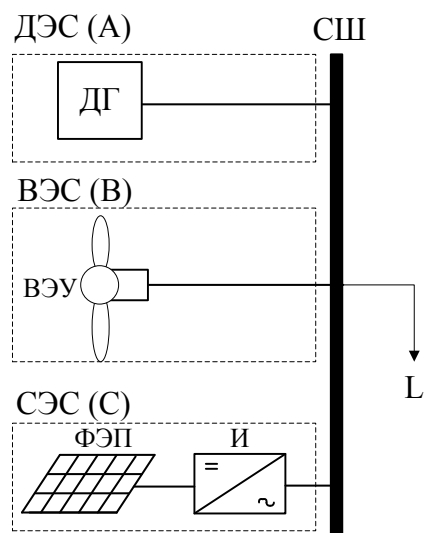 ДЭС (А)
СШ
ДГ
ВЭС (В)
ВЭУ
L
СЭС (С)
ФЭП
И